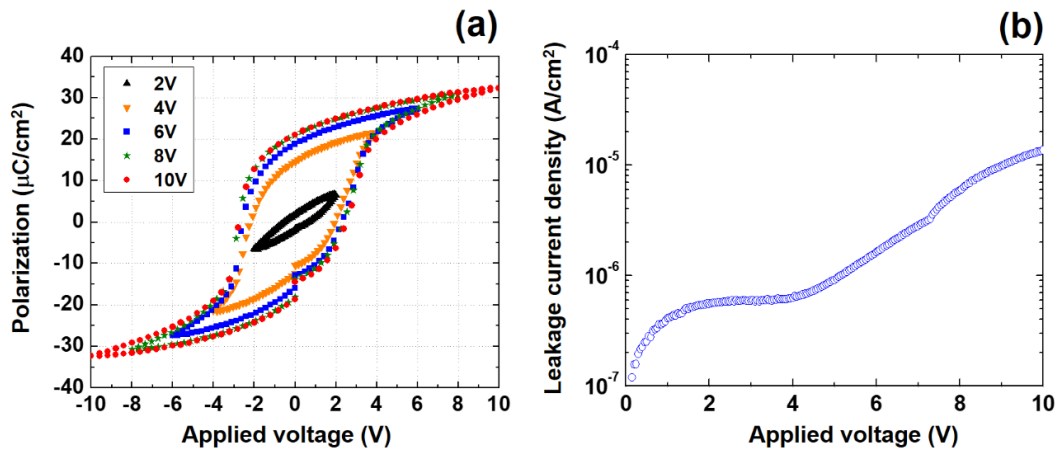 (a)
40
30
20
10
0
-10
-20
-30
-40
Polarization (μC/cm2)
2V
4V
6V
8V
10V
-10 -8 -6 -4 -2 0 2 4 6 8 10
Applied voltage (V)
(b)
10-4
10-5
10-6
10-7
Leakage current density (A/cm2)
0 2 4 6 8 10
Applied voltage (V)